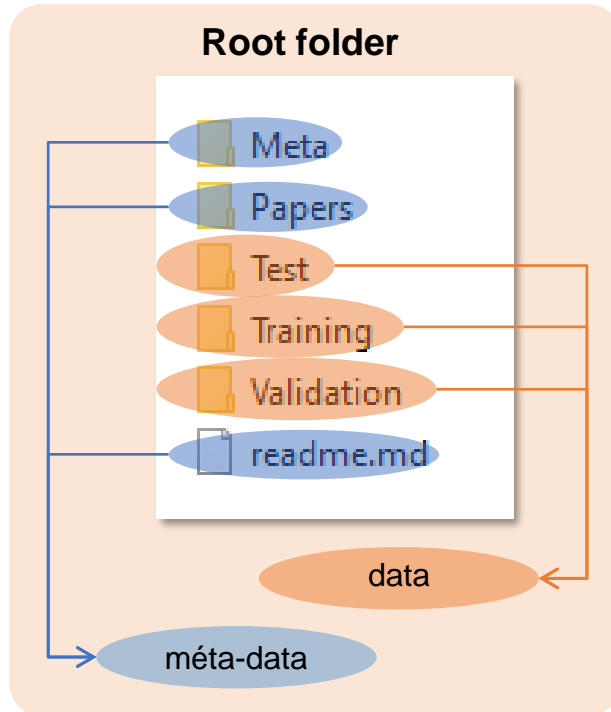 Root folder
Meta
Papers
Test
Training
Validation
readme.md
data
méta-data